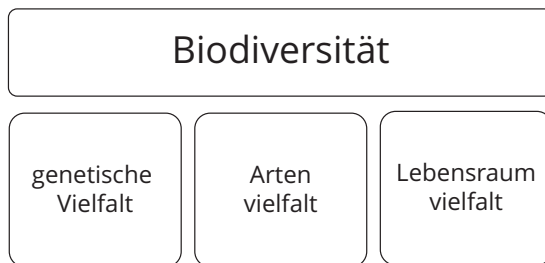 Biodiversität
genetische
Vielfalt
Arten
vielfalt
Lebensraum
vielfalt